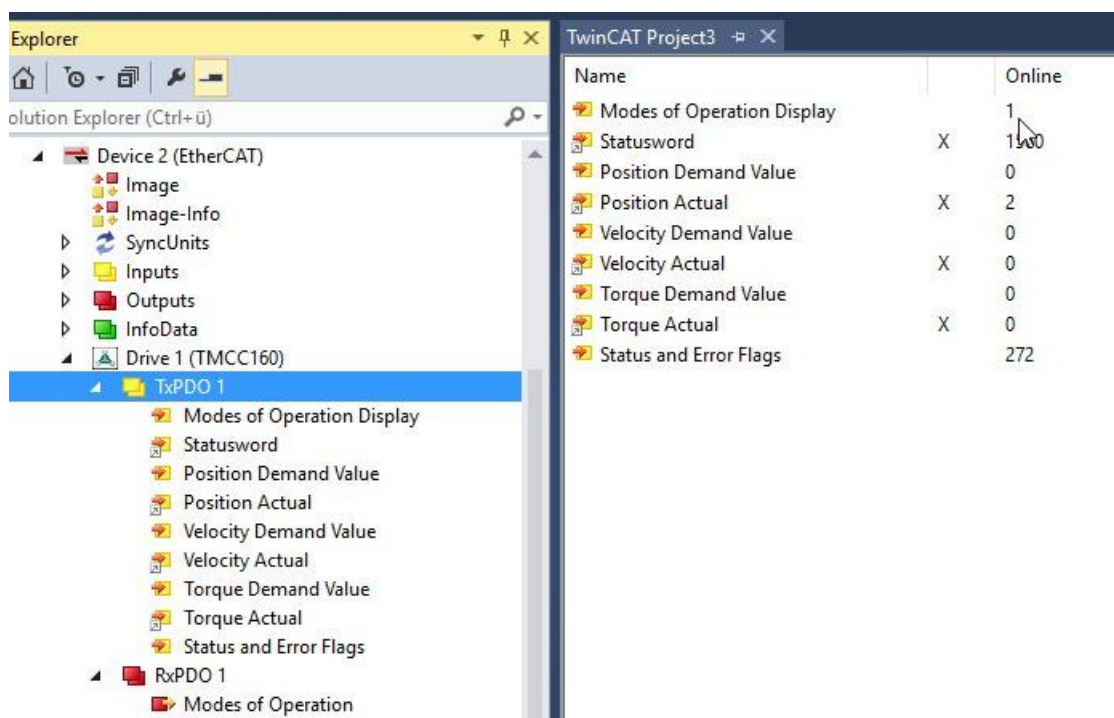 Explorer
olution Explorer (Ctrl+ü)
Device 2 (EtherCAT)
Image
Image-Info
SyncUnits
Inputs
Outputs
InfoData
Drive 1 (TMCC160)
TxPDO 1
Modes of Operation Display
Statusword
Position Demand Value
Position Actual
Velocity Demand Value
Velocity Actual
Torque Demand Value
Torque Actual
Status and Error Flags
RxPDO 1
Modes of Operation
TwinCAT Project3
Name Online
Modes of Operation Display 1
Statusword X
Position Demand Value 0
Position Actual X 2
Velocity Demand Value 0
Velocity Actual X 0
Torque Demand Value 0
Torque Actual X 0
Status and Error Flags 272